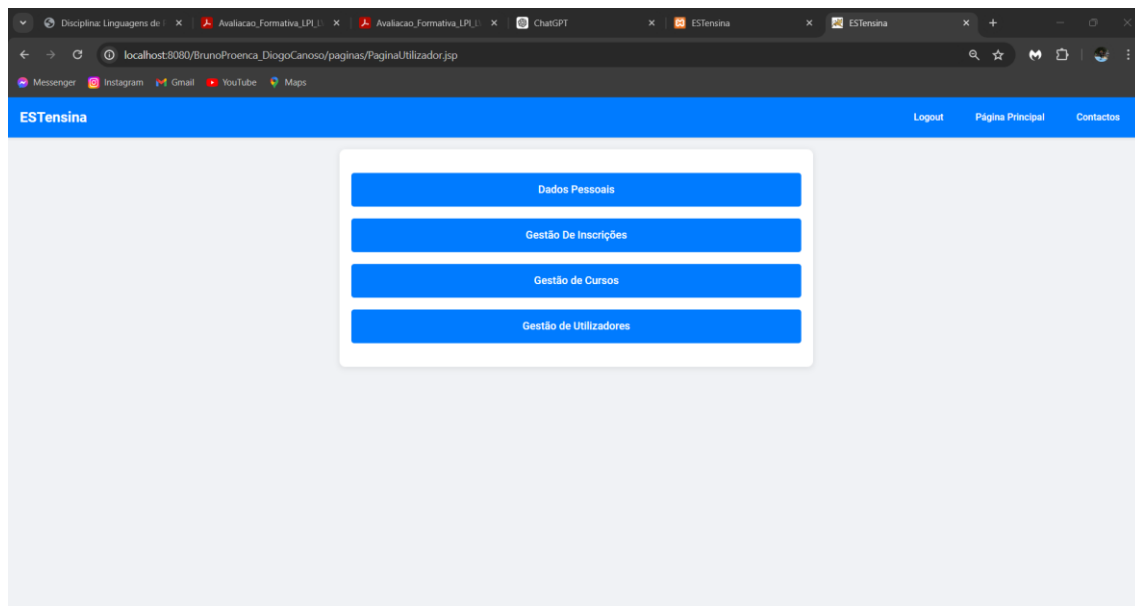 Disciplina: Linguagens de
Avaliacao_Formativa_LPI_
Avaliacao_Formativa_LPI_
ChatGPT
ESTensina
ESTensina
localhost:8080/BrunoProenca_DiogoCanoso/paginas/PaginaUtilizador.jsp
Messenger Instagram Gmail YouTube Maps
ESTensina Logout Página Principal Contactos
Dados Pessoais
Gestão De Inscrições
Gestão de Cursos
Gestão de Utilizadores